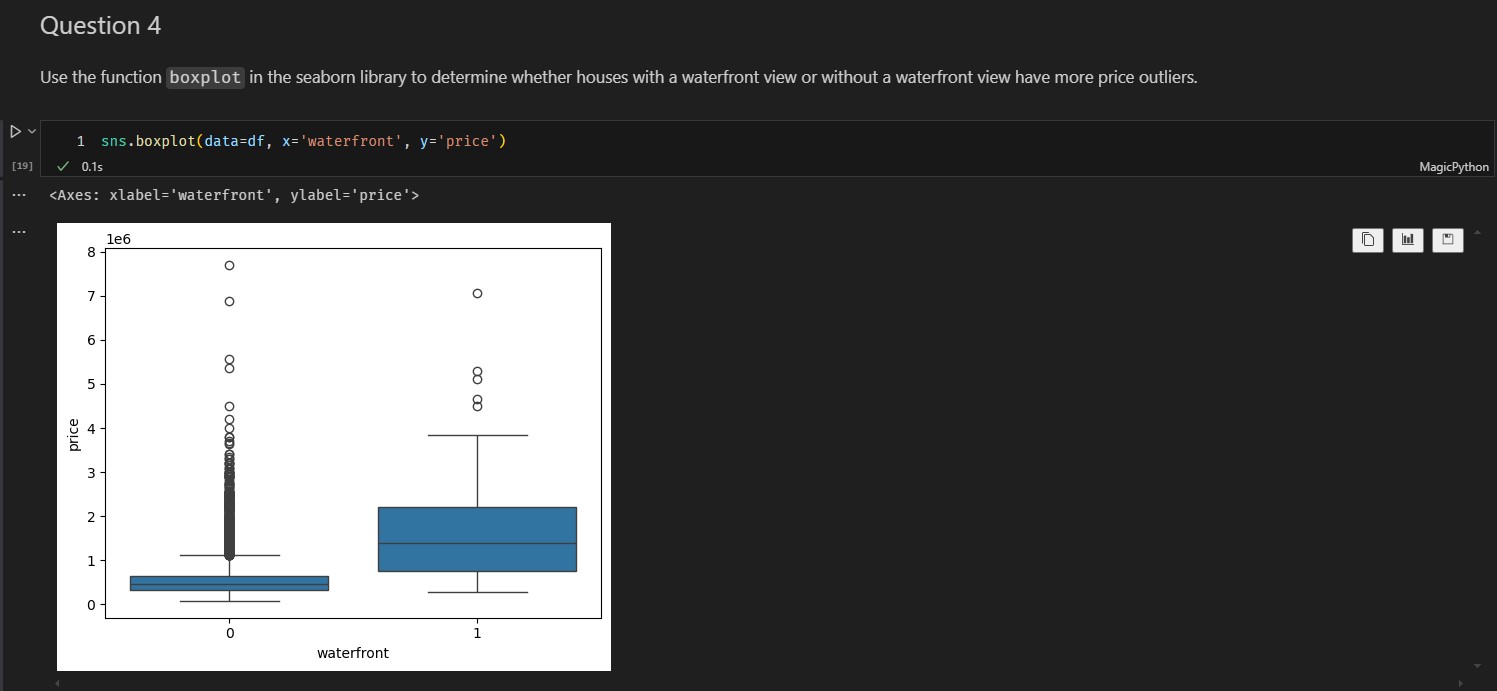 Question 4
Use the function boxplot in the seaborn library to determine whether houses with a waterfront view or without a waterfront view have more price outliers.
1 sns.boxplot(data=df, x='waterfront', y='price')
[19] 0.1s MagicPython
<Axes: xlabel='waterfront', ylabel='price'>
1e6
8
7
6
5
4
3
2
1
0
price
0 1
waterfront